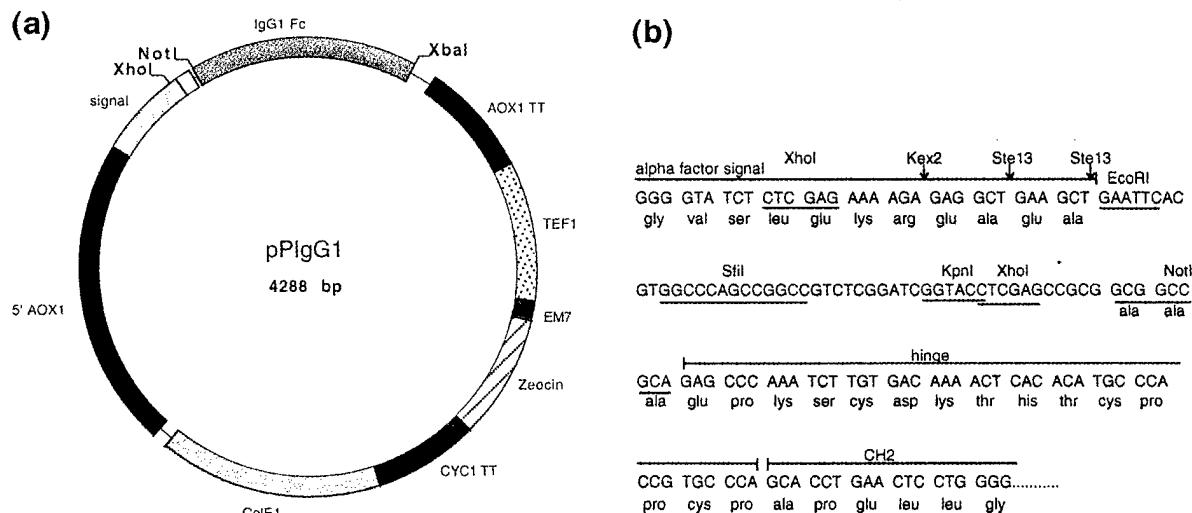 (a)
IgG1 Fc
NotI
XbaI
XhoI
signal
AOX1 TT
TEF1
pPIgG1
4288 bp
5' AOX1
EM7
Zeocin
CYC1 TT
ColE1
(b)
alpha factor signal XhoI Kex2 Ste13 Ste13 EcoRI
GGG GTA TCT CTC GAG AAA AGA GAG GCT GAA GCT GAATTCAC
gly val ser leu glu lys arg glu ala glu ala
SfiI KpnI XhoI NotI
GTGGCCCAGCCGGCCGTCTCGGATCGGTACCTCGAGCCGCG GCG GCC
ala ala
hinge
GCA GAG CCC AAA TCT TGT GAC AAA ACT CAC ACA TGC CCA
ala glu pro lys ser cys asp lys thr his thr cys pro
CH2
CCG TGC CCA GCA CCT GAA CTC CTG GGG...........
pro cys pro ala pro glu leu leu gly